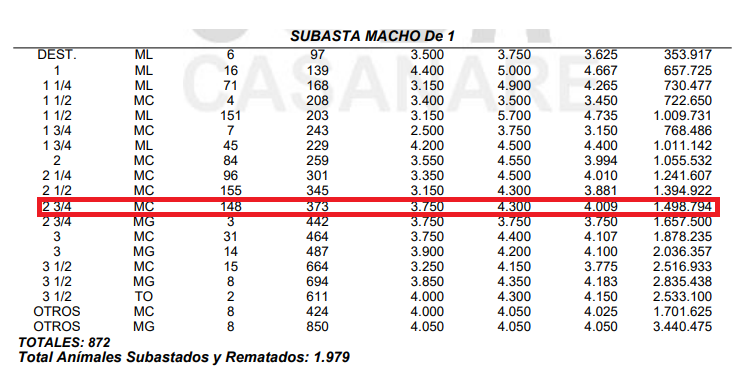 SUBASTA MACHO De 1
DEST. ML 6 97 3.500 3.750 3.625 353.917
1 ML 16 139 4.400 5.000 4.667 657.725
1 1/4 ML 71 168 3.150 4.900 4.265 730.477
1 1/2 MC 4 208 3.400 3.500 3.450 722.650
1 1/2 ML 151 203 3.150 5.700 4.735 1.009.731
1 3/4 MC 7 243 2.500 3.750 3.150 768.486
1 3/4 ML 45 229 4.200 4.500 4.400 1.011.142
2 MC 84 259 3.550 4.550 3.994 1.055.532
2 1/4 MC 96 301 3.350 4.500 4.010 1.241.607
2 1/2 MC 155 345 3.150 4.300 3.881 1.394.922
2 3/4 MC 148 373 3.750 4.300 4.009 1.498.794
2 3/4 MG 3 442 3.750 3.750 3.750 1.657.500
3 MC 31 464 3.750 4.400 4.107 1.878.235
3 MG 14 487 3.900 4.200 4.100 2.036.357
3 1/2 MC 15 664 3.250 4.150 3.775 2.516.933
3 1/2 MG 8 694 3.850 4.350 4.183 2.835.438
3 1/2 TO 2 611 4.000 4.300 4.150 2.533.100
OTROS MC 8 424 4.000 4.050 4.025 1.701.625
OTROS MG 8 850 4.050 4.050 4.050 3.440.475
TOTALES: 872
Total Anímales Subastados y Rematados: 1.979
CASANARE